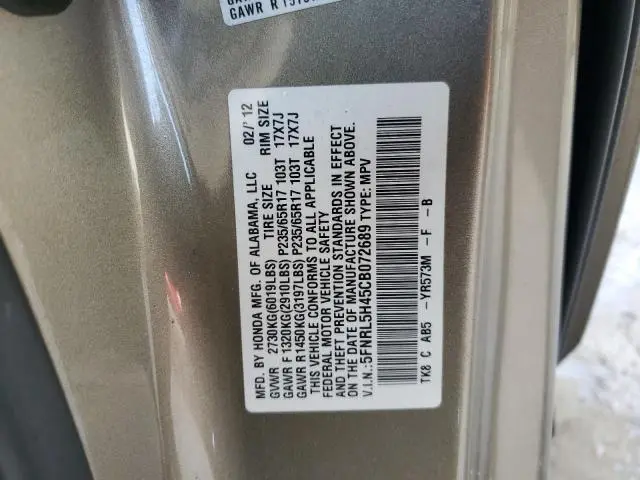 GAWR R
MFD. BY HONDA MFG. OF ALABAMA, LLC 02/'12
GVWR 2730KG(6019LBS) TIRE SIZE RIM SIZE
GAWR F 1320KG(2910LBS) P235/65R17 103T 17X7J
GAWR R1450KG(3197LBS) P235/65R17 103T 17X7J
THIS VEHICLE CONFORMS TO ALL APPLICABLE
FEDERAL MOTOR VEHICLE SAFETY
AND THEFT PREVENTION STANDARDS IN EFFECT
ON THE DATE OF MANUFACTURE SHOWN ABOVE.
V.I.N.: 5FNRL5H45CB072689 TYPE: MPV
TK8 C AB5 -YR573M -F -B